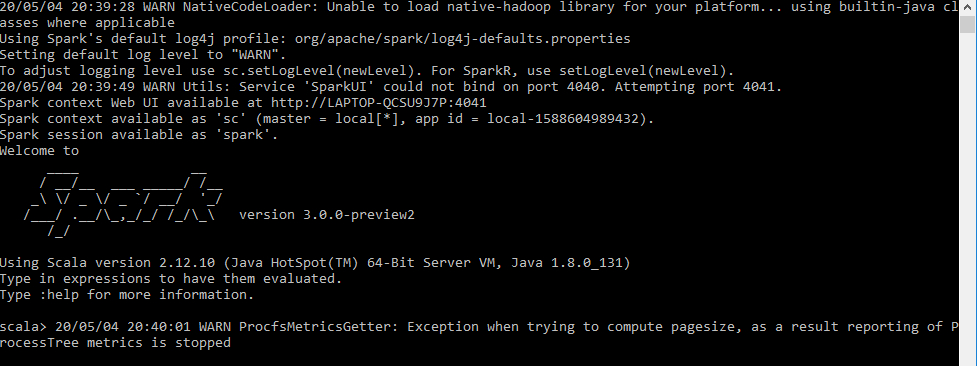 20/05/04 20:39:28 WARN NativeCodeLoader: Unable to load native-hadoop library for your platform... using builtin-java cl
asses where applicable
Using Spark's default log4j profile: org/apache/spark/log4j-defaults.properties
Setting default log level to "WARN".
To adjust logging level use sc.setLogLevel(newLevel). For SparkR, use setLogLevel(newLevel).
20/05/04 20:39:49 WARN Utils: Service 'SparkUI' could not bind on port 4040. Attempting port 4041.
Spark context Web UI available at http://LAPTOP-QCSU9J7P:4041
Spark context available as 'sc' (master = local[*], app id = local-1588604989432).
Spark session available as 'spark'.
Welcome to
      ____              __
     / __/__  ___ _____/ /__
    _\ \/ _ \/ _ `/ __/  '_/
   /___/ .__/\_,_/_/ /_/\_\   version 3.0.0-preview2
      /_/
Using Scala version 2.12.10 (Java HotSpot(TM) 64-Bit Server VM, Java 1.8.0_131)
Type in expressions to have them evaluated.
Type :help for more information.
scala> 20/05/04 20:40:01 WARN ProcfsMetricsGetter: Exception when trying to compute pagesize, as a result reporting of P
rocessTree metrics is stopped